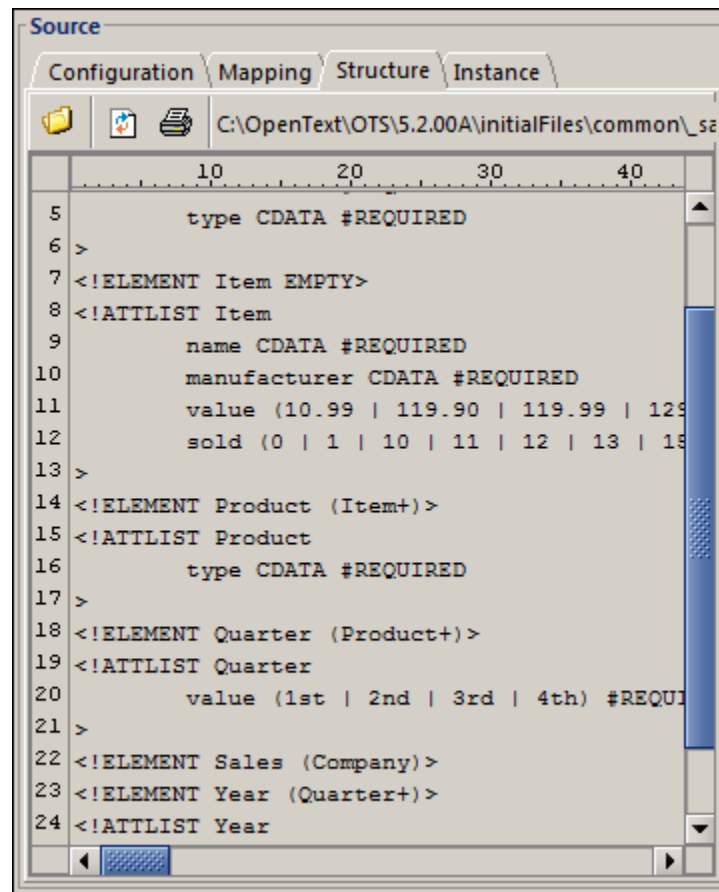 Source
Configuration Mapping Structure Instance
C:\OpenText\OTS\5.2.00A\initialFiles\common\_sa
10 20 30 40
5 type CDATA #REQUIRED
6 >
7 <!ELEMENT Item EMPTY>
8 <!ATTLIST Item
9 name CDATA #REQUIRED
10 manufacturer CDATA #REQUIRED
11 value (10.99 | 119.90 | 119.99 | 129
12 sold (0 | 1 | 10 | 11 | 12 | 13 | 15
13 >
14 <!ELEMENT Product (Item+)>
15 <!ATTLIST Product
16 type CDATA #REQUIRED
17 >
18 <!ELEMENT Quarter (Product+)>
19 <!ATTLIST Quarter
20 value (1st | 2nd | 3rd | 4th) #REQUI
21 >
22 <!ELEMENT Sales (Company)>
23 <!ELEMENT Year (Quarter+)>
24 <!ATTLIST Year